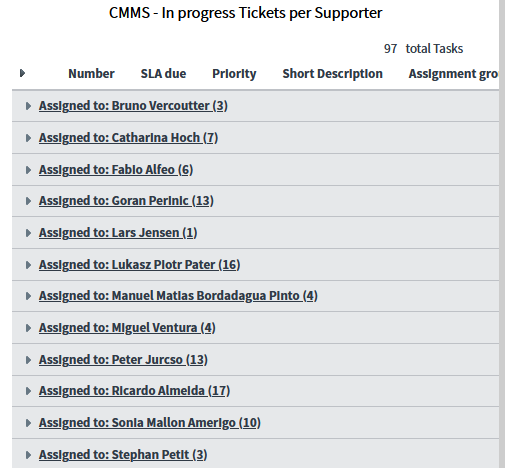 CMMS - In progress Tickets per Supporter
97 total Tasks
Number SLA due Priority Short Description Assignment gro
Assigned to: Bruno Vercoutter (3)
Assigned to: Catharina Hoch (7)
Assigned to: Fabio Alfeo (6)
Assigned to: Goran Perinic (13)
Assigned to: Lars Jensen (1)
Assigned to: Lukasz Piotr Pater (16)
Assigned to: Manuel Matias Bordadagua Pinto (4)
Assigned to: Miguel Ventura (4)
Assigned to: Peter Jurcso (13)
Assigned to: Ricardo Almeida (17)
Assigned to: Sonia Mallon Amerigo (10)
Assigned to: Stephan Petit (3)